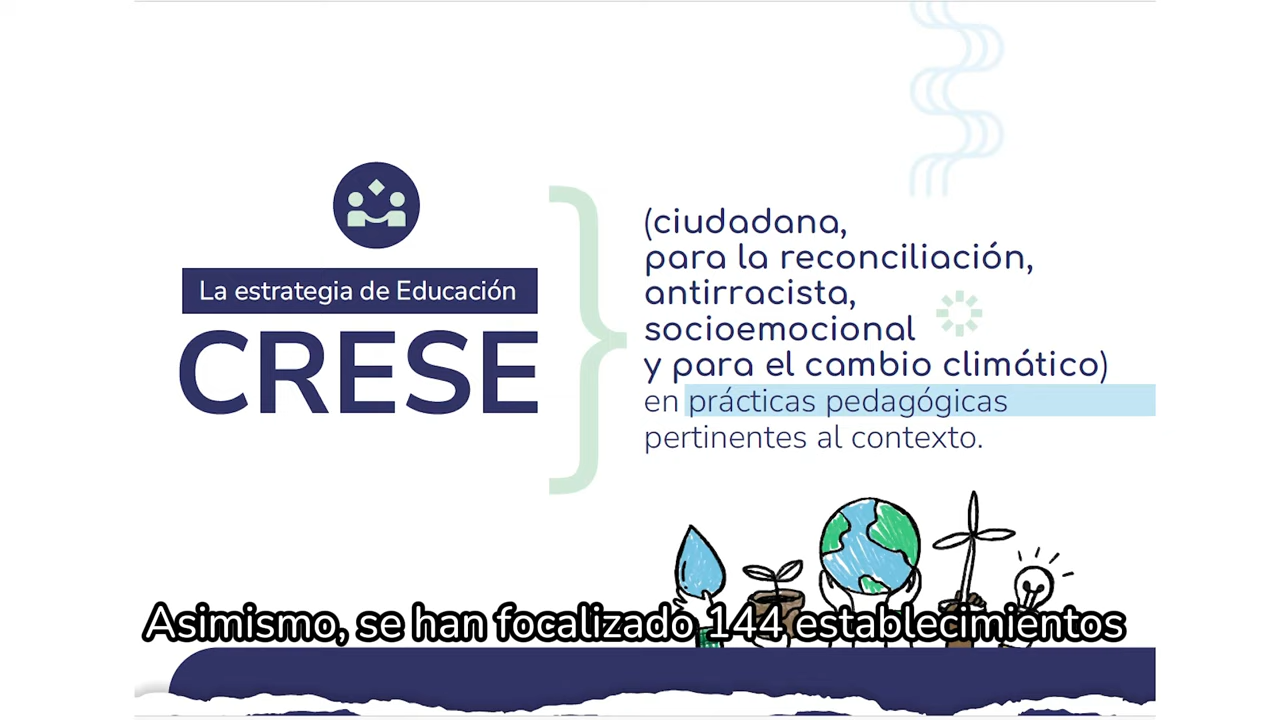 La estrategia de Educación
CRESE
(ciudadana,
para la reconciliación,
antirracista,
socioemocional
y para el cambio climático)
en prácticas pedagógicas
pertinentes al contexto.
Asimismo, se han focalizado 144 establecimientos